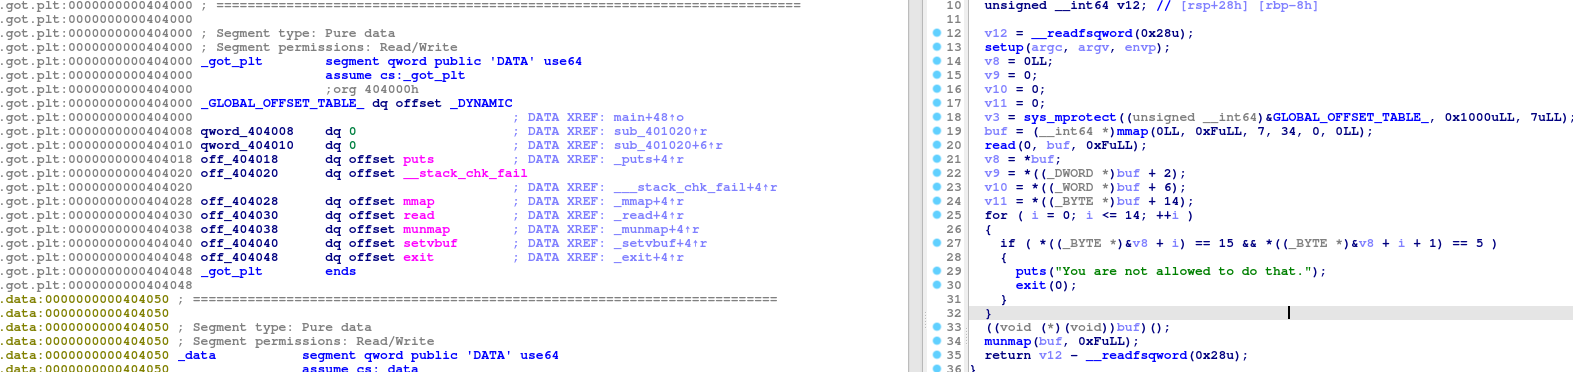 .got.plt:0000000000404000 ; ===========================================================================
.got.plt:0000000000404000
.got.plt:0000000000404000 ; Segment type: Pure data
.got.plt:0000000000404000 ; Segment permissions: Read/Write
.got.plt:0000000000404000 _got_plt segment qword public 'DATA' use64
.got.plt:0000000000404000 assume cs:_got_plt
.got.plt:0000000000404000 ;org 404000h
.got.plt:0000000000404000 _GLOBAL_OFFSET_TABLE_ dq offset _DYNAMIC
.got.plt:0000000000404000 ; DATA XREF: main+48↑o
.got.plt:0000000000404008 qword_404008 dq 0 ; DATA XREF: sub_401020↑r
.got.plt:0000000000404010 qword_404010 dq 0 ; DATA XREF: sub_401020+6↑r
.got.plt:0000000000404018 off_404018 dq offset puts ; DATA XREF: _puts+4↑r
.got.plt:0000000000404020 off_404020 dq offset __stack_chk_fail
.got.plt:0000000000404020 ; DATA XREF: ___stack_chk_fail+4↑r
.got.plt:0000000000404028 off_404028 dq offset mmap ; DATA XREF: _mmap+4↑r
.got.plt:0000000000404030 off_404030 dq offset read ; DATA XREF: _read+4↑r
.got.plt:0000000000404038 off_404038 dq offset munmap ; DATA XREF: _munmap+4↑r
.got.plt:0000000000404040 off_404040 dq offset setvbuf ; DATA XREF: _setvbuf+4↑r
.got.plt:0000000000404048 off_404048 dq offset exit ; DATA XREF: _exit+4↑r
.got.plt:0000000000404048 _got_plt ends
.got.plt:0000000000404048
.data:0000000000404050 ; ===========================================================================
.data:0000000000404050
.data:0000000000404050 ; Segment type: Pure data
.data:0000000000404050 ; Segment permissions: Read/Write
.data:0000000000404050 _data segment qword public 'DATA' use64
.data:0000000000404050 assume cs:_data
10 unsigned __int64 v12; // [rsp+28h] [rbp-8h]
11
12 v12 = __readfsqword(0x28u);
13 setup(argc, argv, envp);
14 v8 = 0LL;
15 v9 = 0;
16 v10 = 0;
17 v11 = 0;
18 v3 = sys_mprotect((unsigned __int64)&GLOBAL_OFFSET_TABLE_, 0x1000uLL, 7uLL);
19 buf = (__int64 *)mmap(0LL, 0xFuLL, 7, 34, 0, 0LL);
20 read(0, buf, 0xFuLL);
21 v8 = *buf;
22 v9 = *((_DWORD *)buf + 2);
23 v10 = *((_WORD *)buf + 6);
24 v11 = *((_BYTE *)buf + 14);
25 for ( i = 0; i <= 14; ++i )
26 {
27 if ( *((_BYTE *)&v8 + i) == 15 && *((_BYTE *)&v8 + i + 1) == 5 )
28 {
29 puts("You are not allowed to do that.");
30 exit(0);
31 }
32 }
33 ((void (*)(void))buf)();
34 munmap(buf, 0xFuLL);
35 return v12 - __readfsqword(0x28u);
36 }